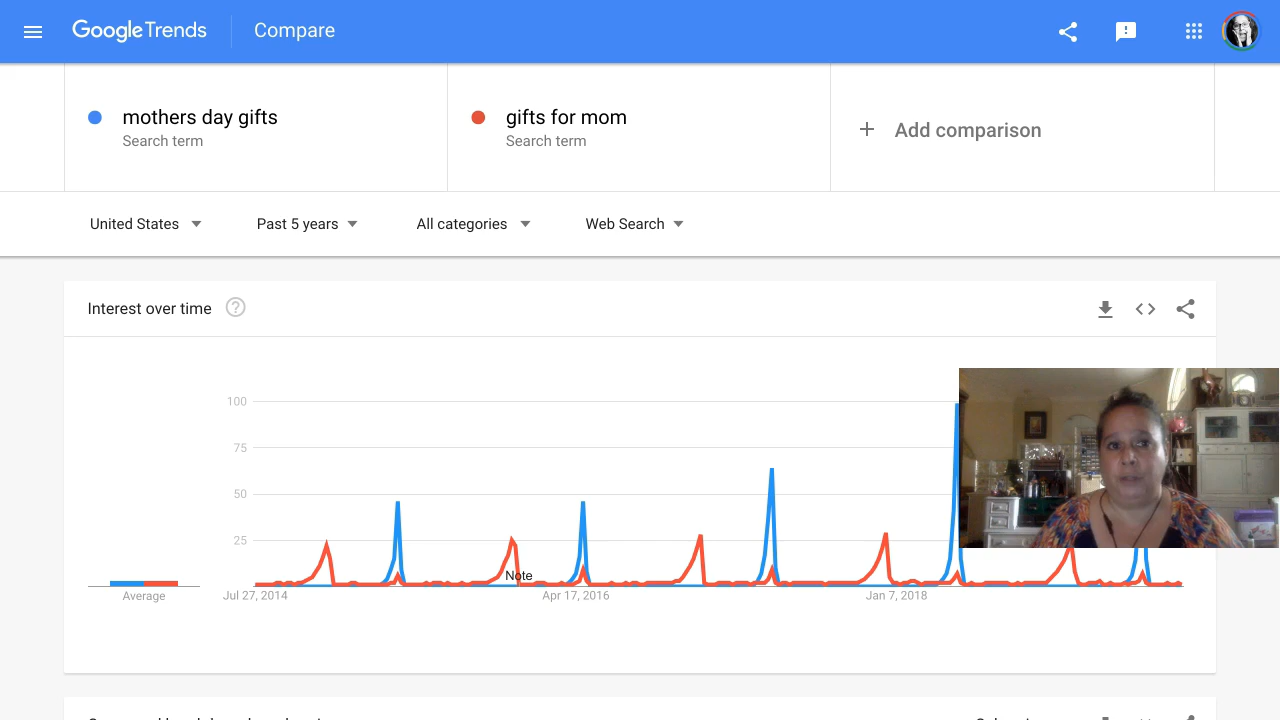 Google Trends
Compare
mothers day gifts
Search term
gifts for mom
Search term
+ Add comparison
United States
Past 5 years
All categories
Web Search
Interest over time
?
100
75
50
25
Note
Average
Jul 27, 2014
Apr 17, 2016
Jan 7, 2018